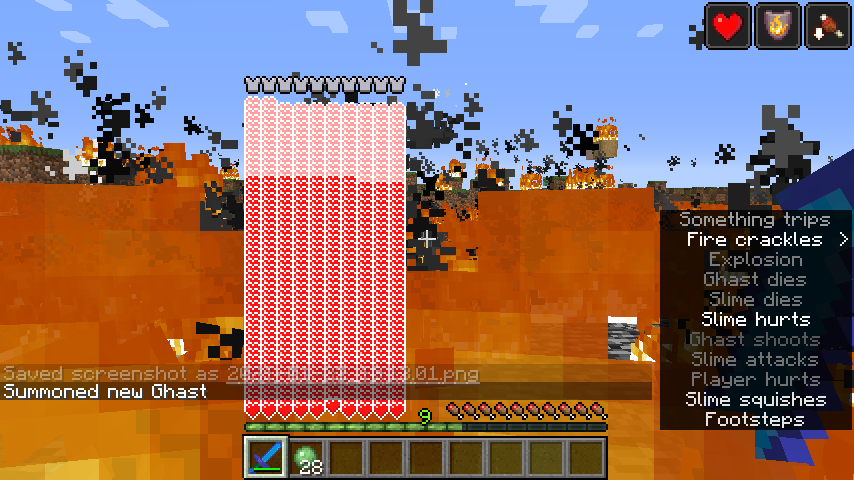 Something trips
Fire crackles >
Explosion
Ghast dies
Slime dies
Slime hurts
Ghast shoots
Slime attacks
Player hurts
Slime squishes
Footsteps
Saved screenshot as
Summoned new Ghast
9
28